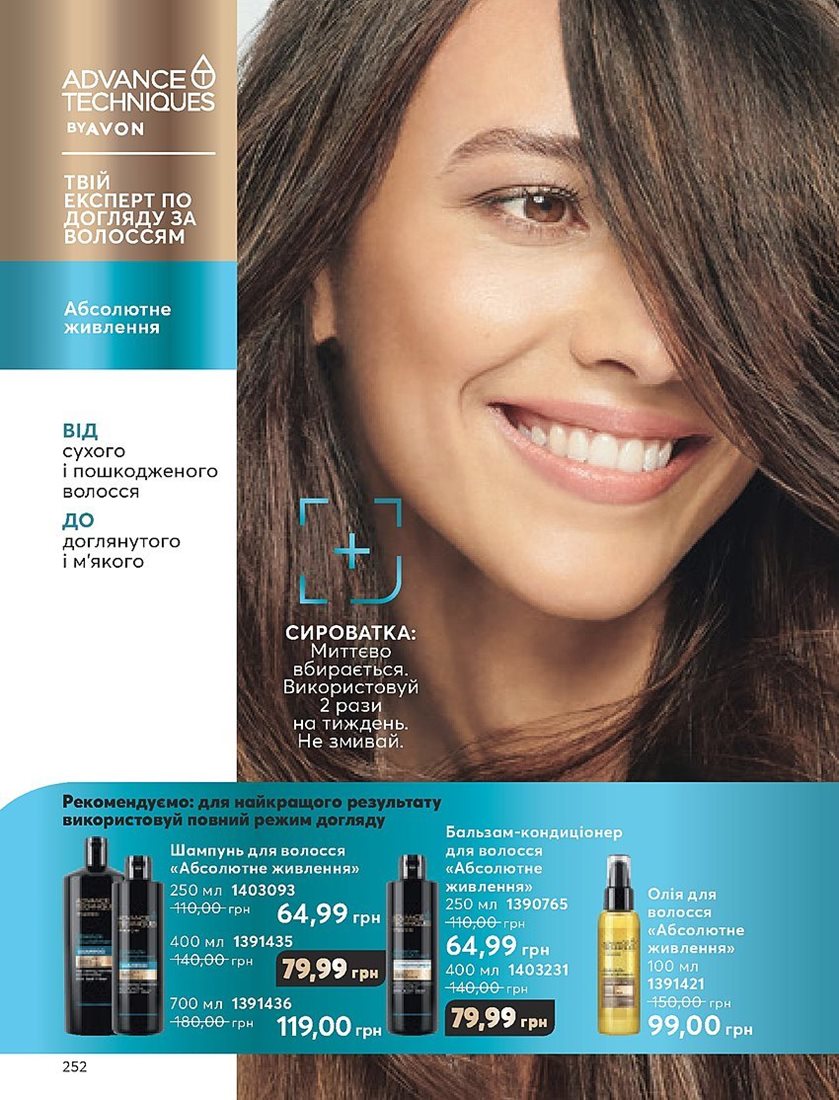 ADVANCE T
TECHNIQUES
BY AVON
ТВІЙ
ЕКСПЕРТ ПО
ДОГЛЯДУ ЗА
ВОЛОССЯМ
Абсолютне
живлення
ВІД
сухого
і пошкодженого
волосся
ДО
доглянутого
і м'якого
СИРОВАТКА:
Миттєво
вбирається.
Використовуй
2 рази
на тиждень.
Не змивай.
Рекомендуємо: для найкращого результату
використовуй повний режим догляду
Шампунь для волосся
«Абсолютне живлення»
250 мл 1403093
110,00 грн
64,99 грн
400 мл 1391435
140,00 грн
79,99 грн
700 мл 1391436
180,00 грн
119,00 грн
Бальзам-кондиціонер
для волосся
«Абсолютне
живлення»
250 мл 1390765
110,00 грн
64,99 грн
400 мл 1403231
140,00 грн
79,99 грн
Олія для
волосся
«Абсолютне
живлення»
100 мл
1391421
150,00 грн
99,00 грн
ADVANCE
TECHNIQUES
252